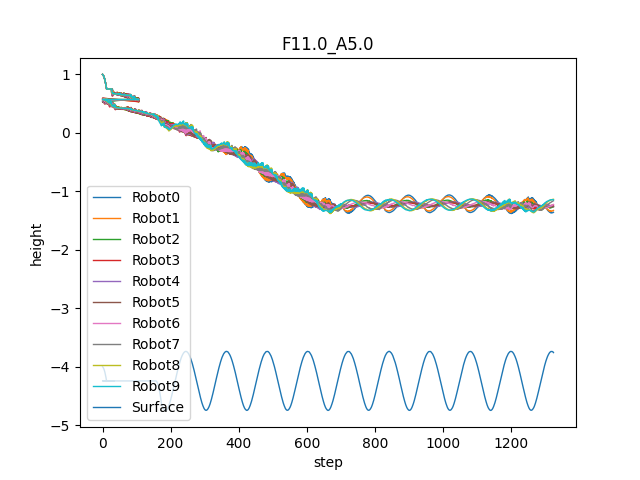 F11.0_A5.0
height
1
0
−1
−2
−3
−4
−5
Robot0
Robot1
Robot2
Robot3
Robot4
Robot5
Robot6
Robot7
Robot8
Robot9
Surface
0 200 400 600 800 1000 1200
step